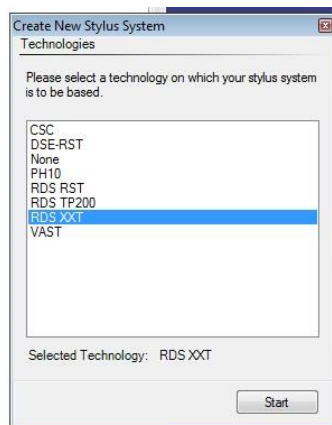 Create New Stylus System
Technologies
Please select a technology on which your stylus system
is to be based.
CSC
DSE-RST
None
PH10
RDS RST
RDS TP200
RDS XXT
VAST
Selected Technology: RDS XXT
Start